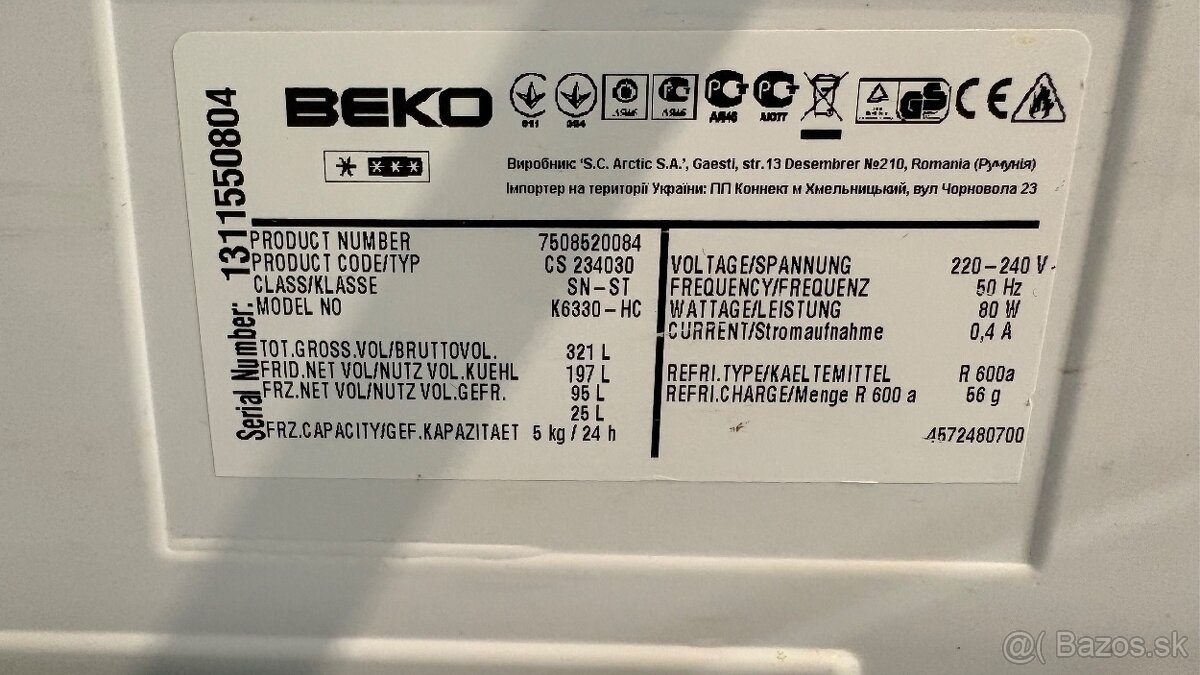 BEKO
Виробник 'S.C. Arctic S.A.', Gaesti, str.13 Desembrer №210, Romania (Румунія)
Імпортер на території України: ПП Коннект м Хмельницький, вул Чорновола 23
Serial Number: 131155​0804
PRODUCT NUMBER 7508520084
PRODUCT CODE/TYP CS 234030
CLASS/KLASSE SN-ST
MODEL NO K6330-HC
TOT.GROSS.VOL/BRUTTOVOL. 321 L
FRID.NET VOL/NUTZ VOL.KUEHL 197 L
FRZ.NET VOL/NUTZ VOL.GEFR. 95 L
25 L
FRZ.CAPACITY/GEF.KAPAZITAET 5 kg/24 h
VOLTAGE/SPANNUNG 220-240 V
FREQUENCY/FREQUENZ 50 Hz
WATTAGE/LEISTUNG 80 W
CURRENT/Stromaufnahme 0,4 A
REFRI.TYPE/KAELTEMITTEL R 600a
REFRI.CHARGE/Menge R 600 a 56 g
4572480700
@( Bazos.sk